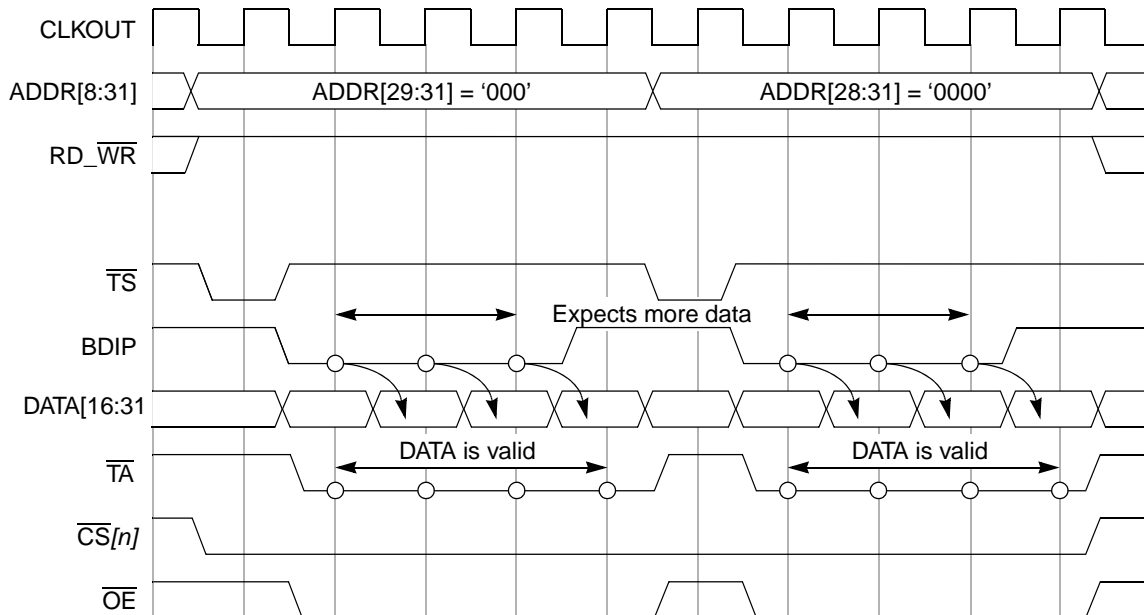 CLKOUT
ADDR[8:31] ADDR[29:31] = ‘000’ ADDR[28:31] = ‘0000’
RD_WR
TS
Expects more data
BDIP
DATA[16:31
DATA is valid DATA is valid
TA
CS[n]
OE